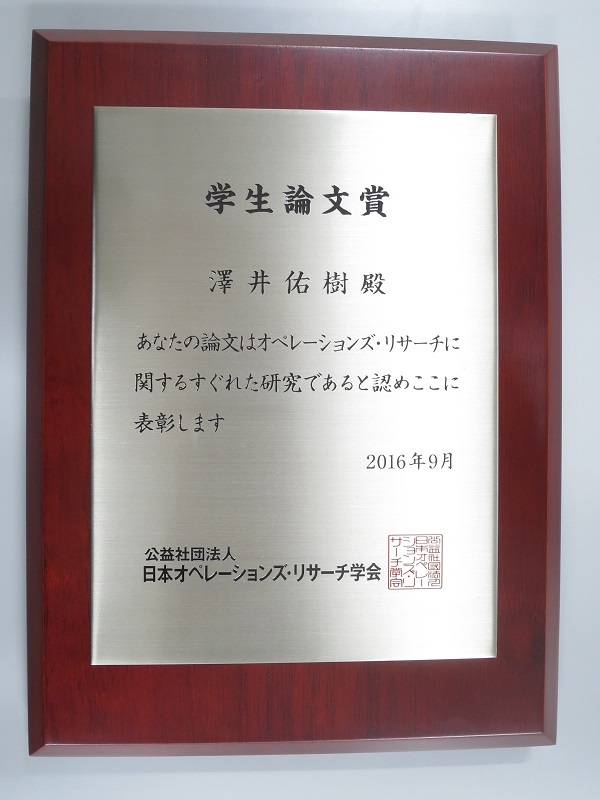 学生論文賞
澤井佑樹殿
あなたの論文はオペレーションズ・リサーチに
関するすぐれた研究であると認めここに
表彰します
2016年9月
公益社団法人
日本オペレーションズ・リサーチ学会